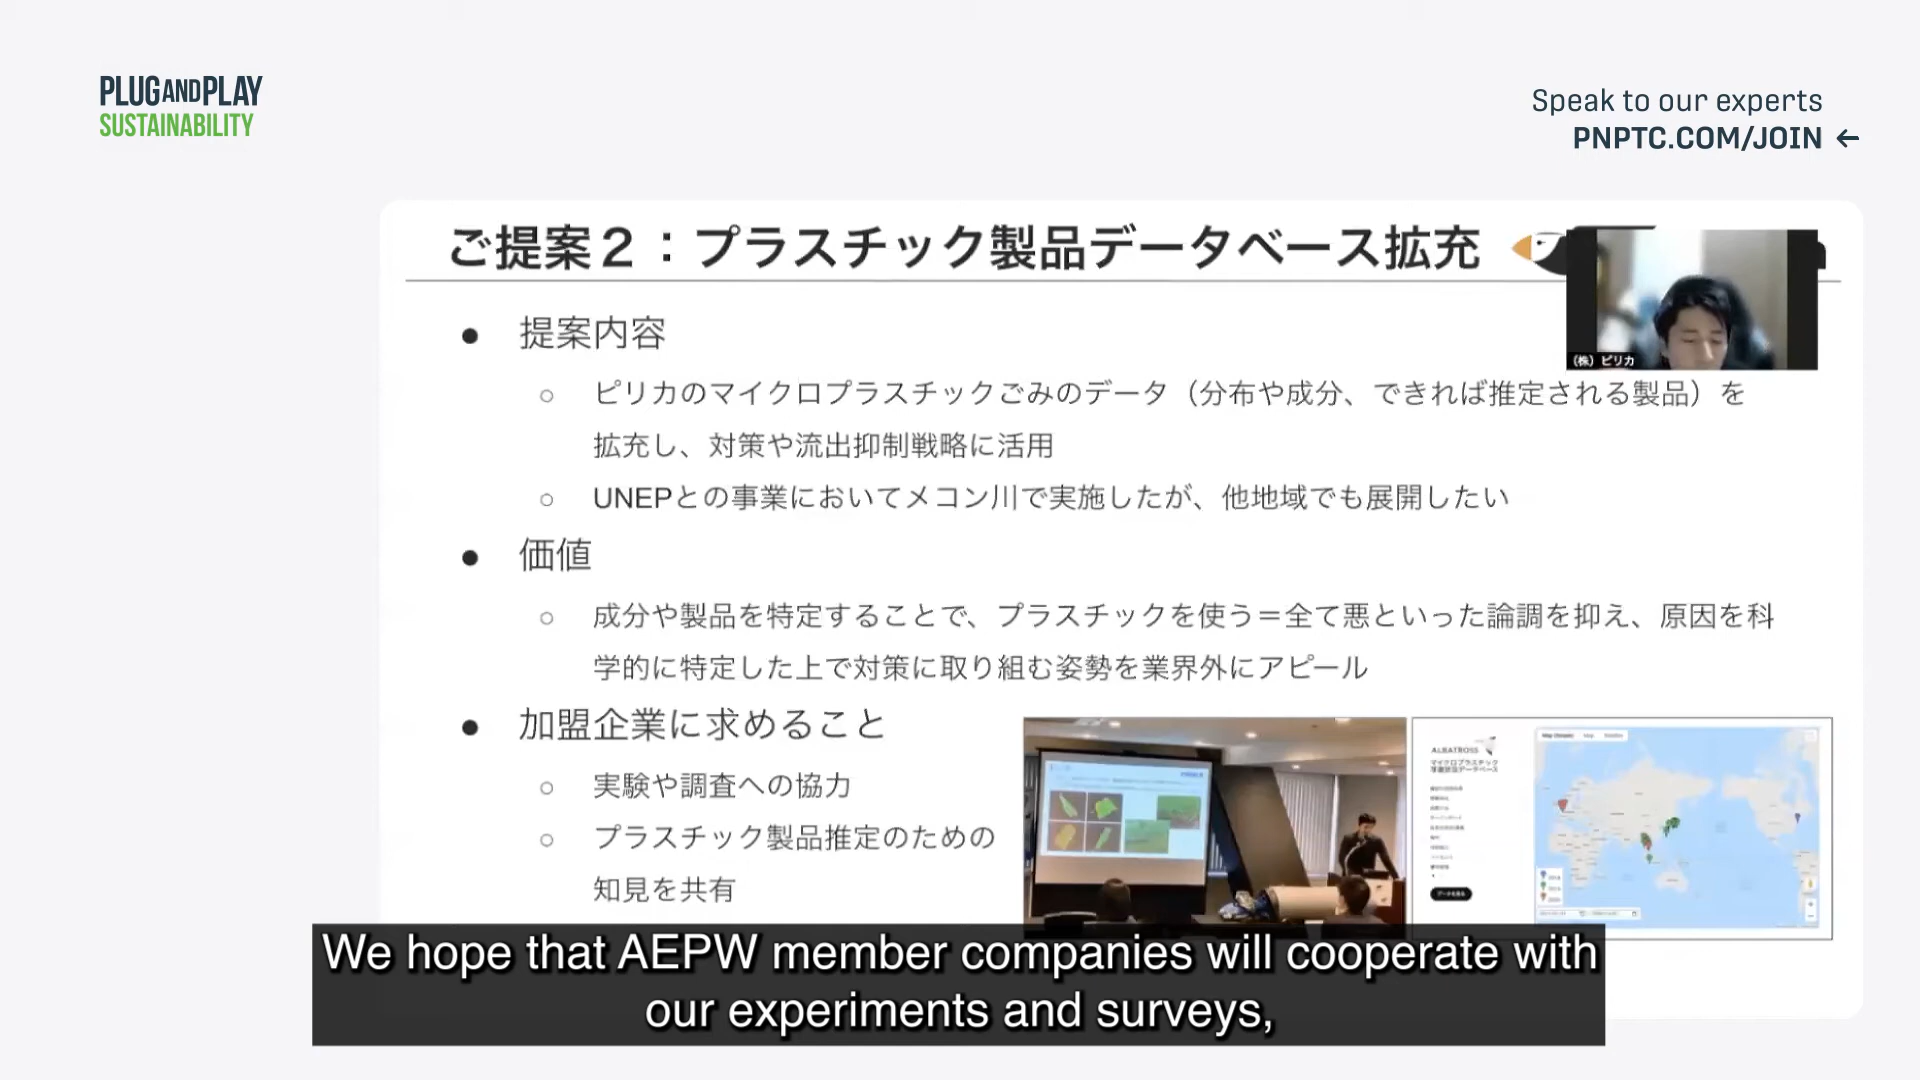 PLUGANDPLAY
SUSTAINABILITY
Speak to our experts
PNPTC.COM/JOIN ←
ご提案２：プラスチック製品データベース拡充
（株）ピリカ
● 提案内容
○ ピリカのマイクロプラスチックごみのデータ（分布や成分、できれば推定される製品）を
拡充し、対策や流出抑制戦略に活用
○ UNEPとの事業においてメコン川で実施したが、他地域でも展開したい
● 価値
○ 成分や製品を特定することで、プラスチックを使う＝全て悪といった論調を抑え、原因を科
学的に特定した上で対策に取り組む姿勢を業界外にアピール
● 加盟企業に求めること
○ 実験や調査への協力
○ プラスチック製品推定のための
知見を共有
ALBATROSS
マイクロプラスチック
We hope that AEPW member companies will cooperate with
our experiments and surveys,